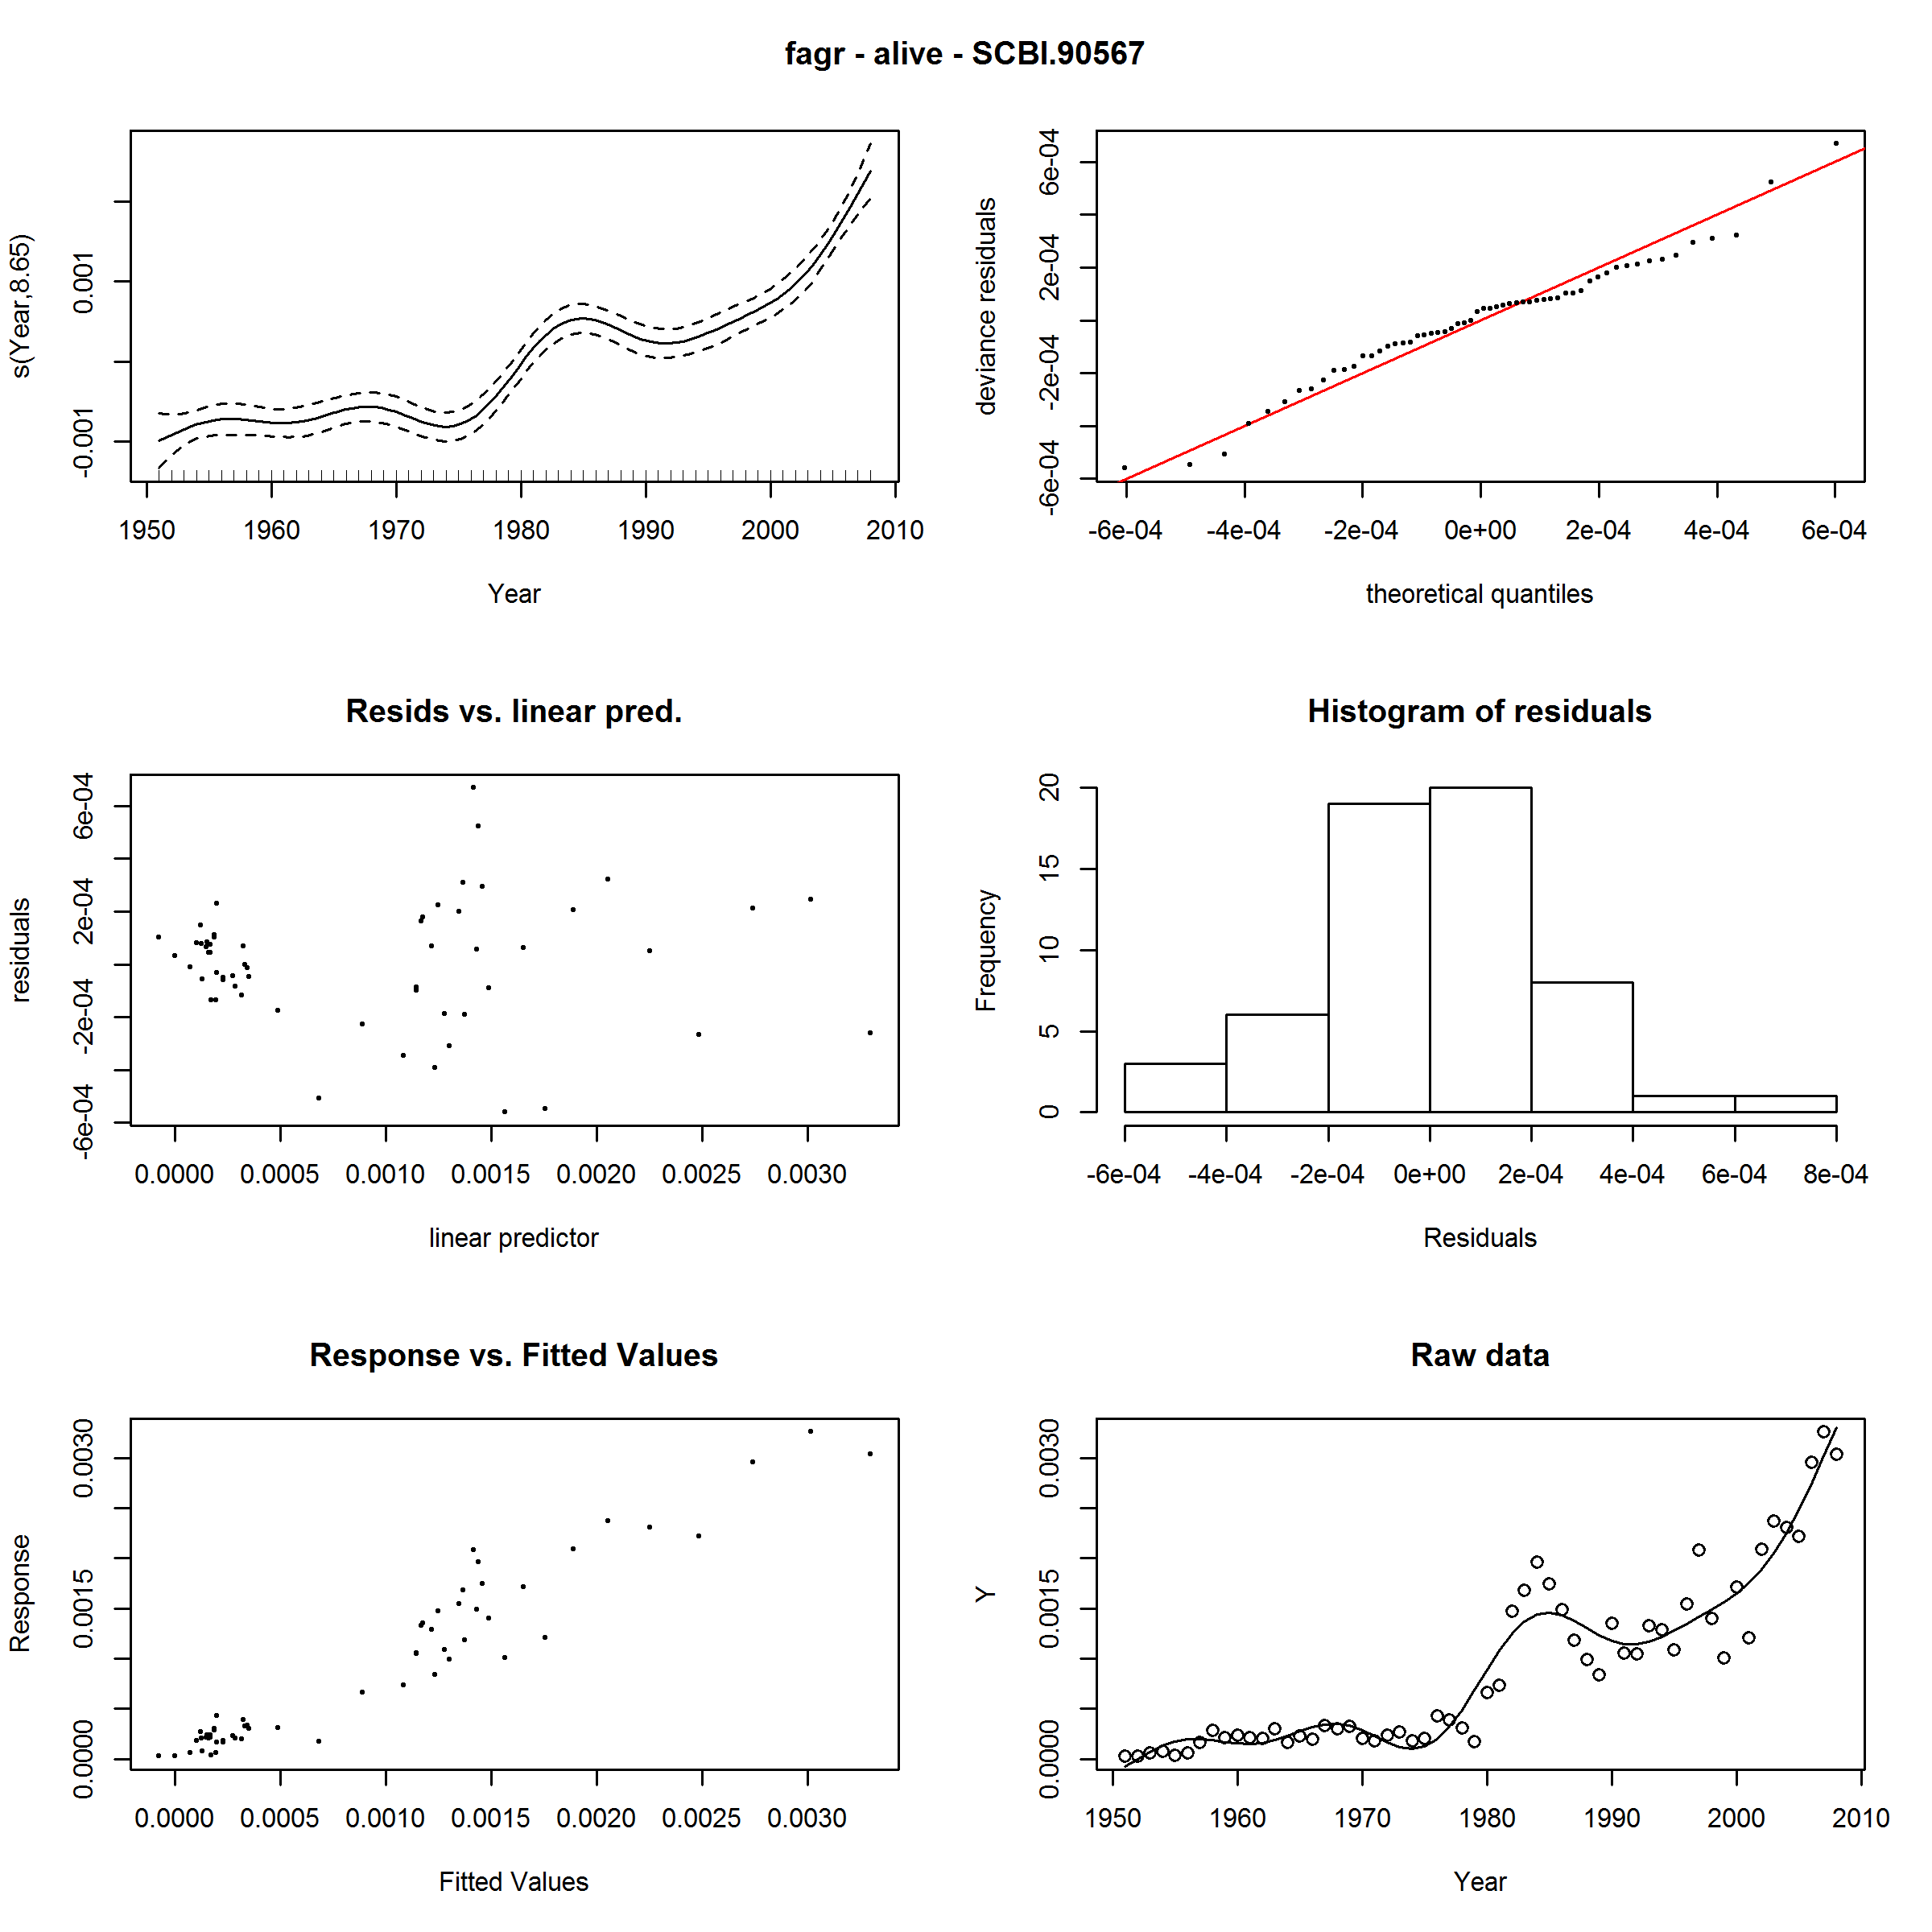 fagr - alive - SCBI.90567
s(Year,8.65)
-0.001 0.001
1950 1960 1970 1980 1990 2000 2010
Year
deviance residuals
-6e-04 -2e-04 2e-04 6e-04
-6e-04 -4e-04 -2e-04 0e+00 2e-04 4e-04 6e-04
theoretical quantiles
Resids vs. linear pred.
residuals
-6e-04 -2e-04 2e-04 6e-04
0.0000 0.0005 0.0010 0.0015 0.0020 0.0025 0.0030
linear predictor
Histogram of residuals
Frequency
0 5 10 15 20
-6e-04 -4e-04 -2e-04 0e+00 2e-04 4e-04 6e-04 8e-04
Residuals
Response vs. Fitted Values
Response
0.0000 0.0015 0.0030
0.0000 0.0005 0.0010 0.0015 0.0020 0.0025 0.0030
Fitted Values
Raw data
Y
0.0000 0.0015 0.0030
1950 1960 1970 1980 1990 2000 2010
Year